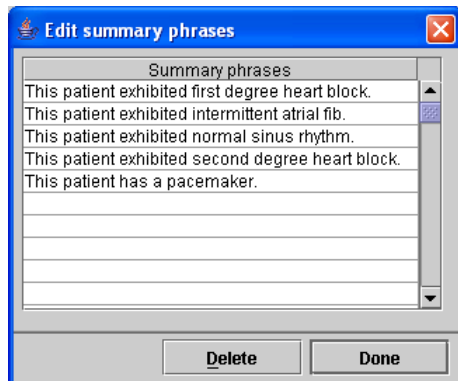 Edit summary phrases
Summary phrases
This patient exhibited first degree heart block.
This patient exhibited intermittent atrial fib.
This patient exhibited normal sinus rhythm.
This patient exhibited second degree heart block.
This patient has a pacemaker.
Delete
Done